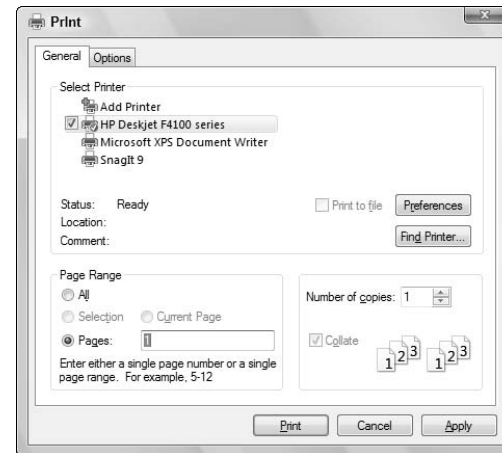 Print
General
Options
Select Printer
Add Printer
HP Deskjet F4100 series
Microsoft XPS Document Writer
SnagIt 9
Status: Ready
Location:
Comment:
Print to file
Preferences
Find Printer...
Page Range
All
Selection
Current Page
Pages: 1
Enter either a single page number or a single
page range. For example, 5-12
Number of copies: 1
Collate
1 2 3 1 2 3
Print
Cancel
Apply